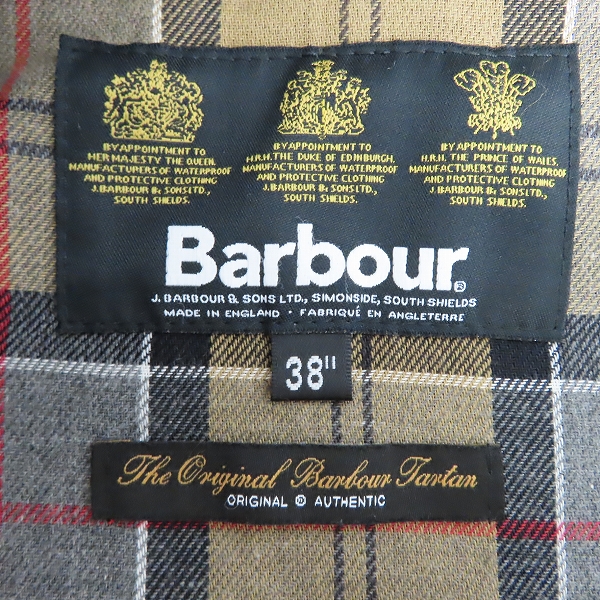 BY APPOINTMENT TO
HER MAJESTY THE QUEEN.
MANUFACTURERS OF WATERPROOF
AND PROTECTIVE CLOTHING
J. BARBOUR & SONS LTD.,
SOUTH SHIELDS.
BY APPOINTMENT TO
H.R.H. THE DUKE OF EDINBURGH.
MANUFACTURERS OF WATERPROOF
AND PROTECTIVE CLOTHING
J. BARBOUR & SONS LTD.,
SOUTH SHIELDS.
BY APPOINTMENT TO
H.R.H. THE PRINCE OF WALES.
MANUFACTURERS OF WATERPROOF
AND PROTECTIVE CLOTHING
J. BARBOUR & SONS LTD.,
SOUTH SHIELDS.
Barbour®
J. BARBOUR & SONS LTD., SIMONSIDE, SOUTH SHIELDS
MADE IN ENGLAND · FABRIQUÉ EN ANGLETERRE
38"
The Original Barbour Tartan
ORIGINAL ® AUTHENTIC